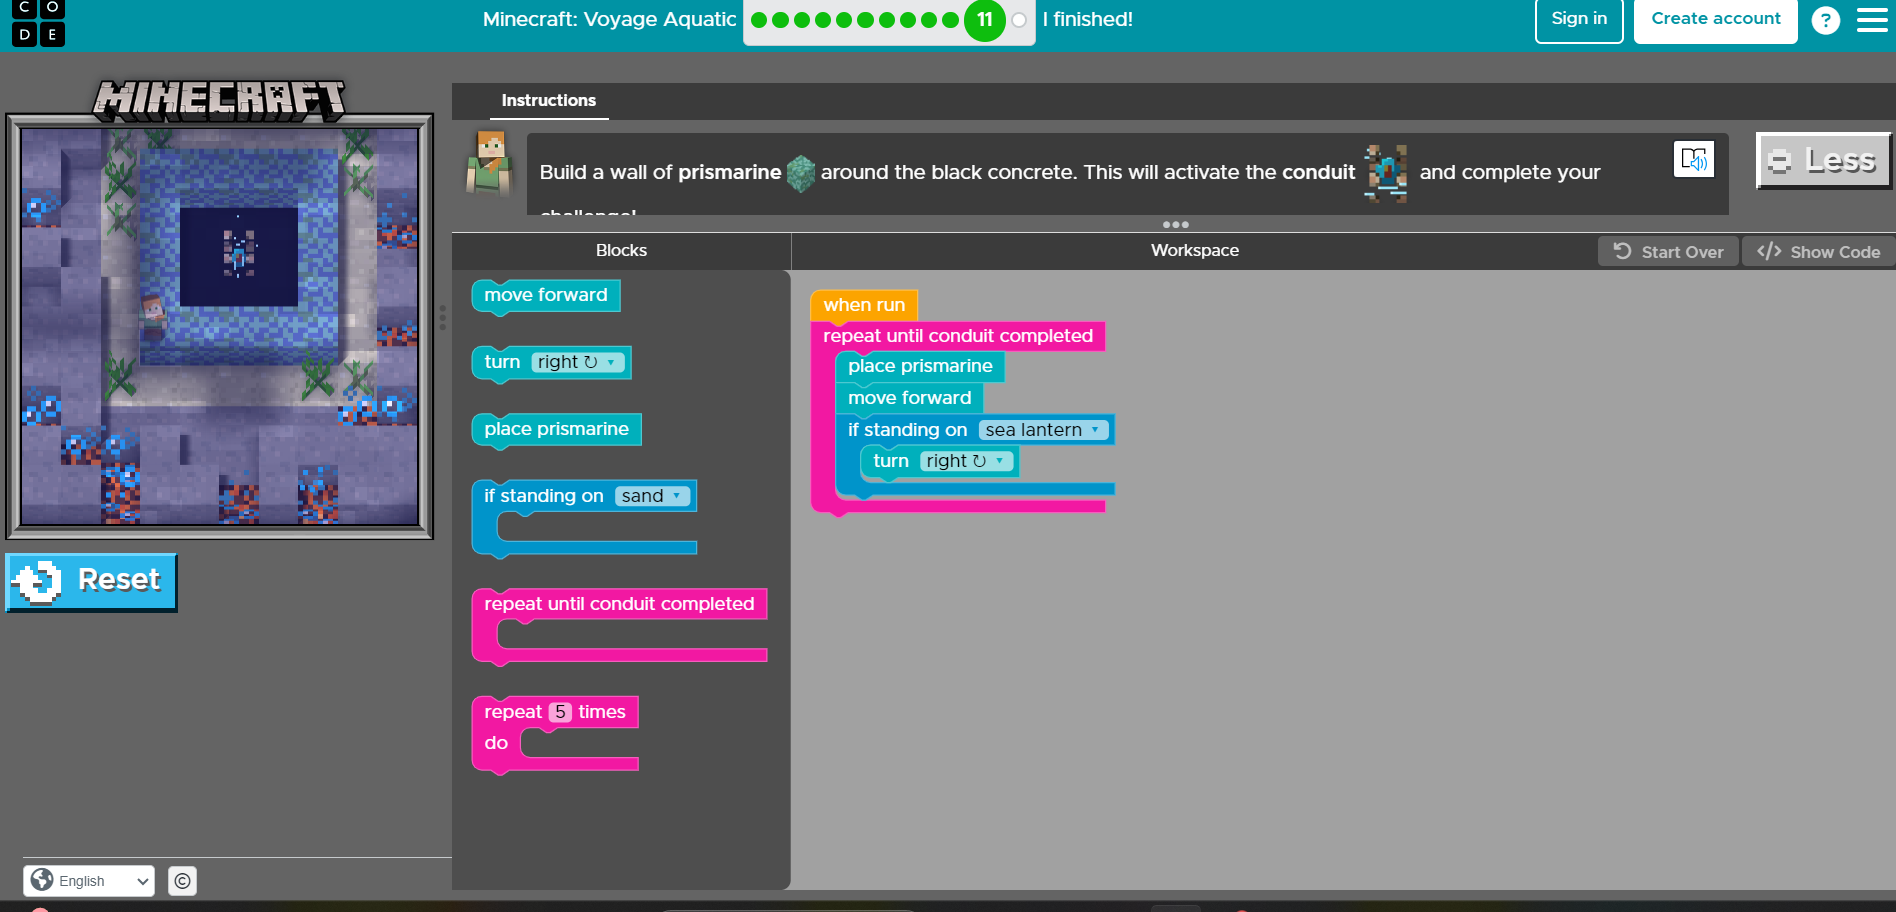 C O
D E
Minecraft: Voyage Aquatic
11
I finished!
Sign in
Create account
?
MINECRAFT
Instructions
Build a wall of prismarine around the black concrete. This will activate the conduit and complete your
challenge!
Less
Blocks
Workspace
Start Over
</> Show Code
move forward
turn right ↻
place prismarine
if standing on sand
repeat until conduit completed
repeat 5 times
do
when run
repeat until conduit completed
place prismarine
move forward
if standing on sea lantern
turn right ↻
Reset
English
©